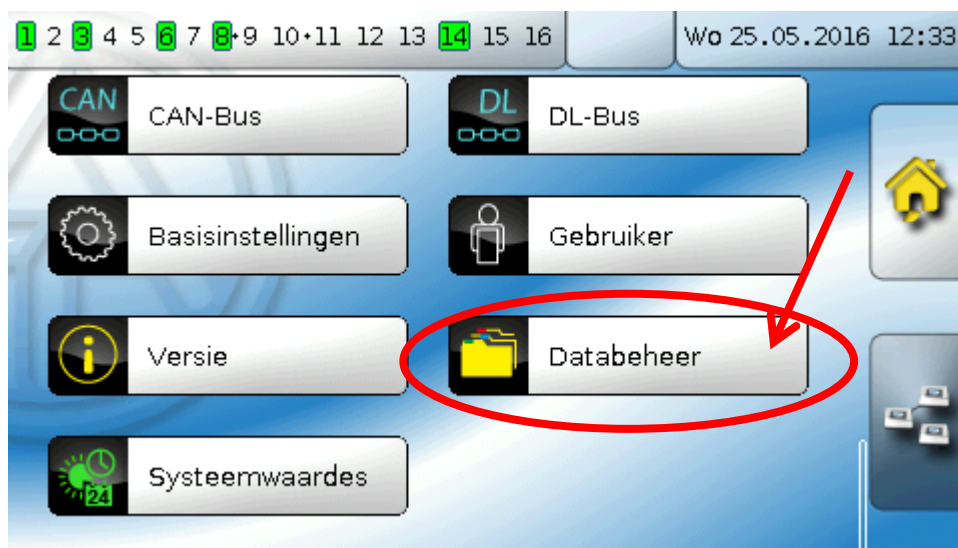 1 2 3 4 5 6 7 8·9 10·11 12 13 14 15 16 Wo 25.05.2016 12:33
CAN CAN-Bus DL DL-Bus
Basisinstellingen Gebruiker
Versie Databeheer
24 Systeemwaardes